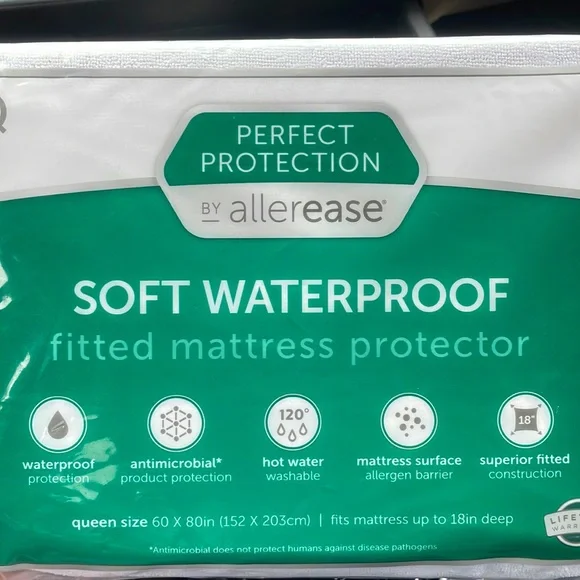 Q
PERFECT
PROTECTION
BY allerease®
SOFT WATERPROOF
fitted mattress protector
waterproof
protection
antimicrobial*
product protection
120°
hot water
washable
mattress surface
allergen barrier
18"
superior fitted
construction
queen size 60 X 80in (152 X 203cm) | fits mattress up to 18in deep
*Antimicrobial does not protect humans against disease pathogens